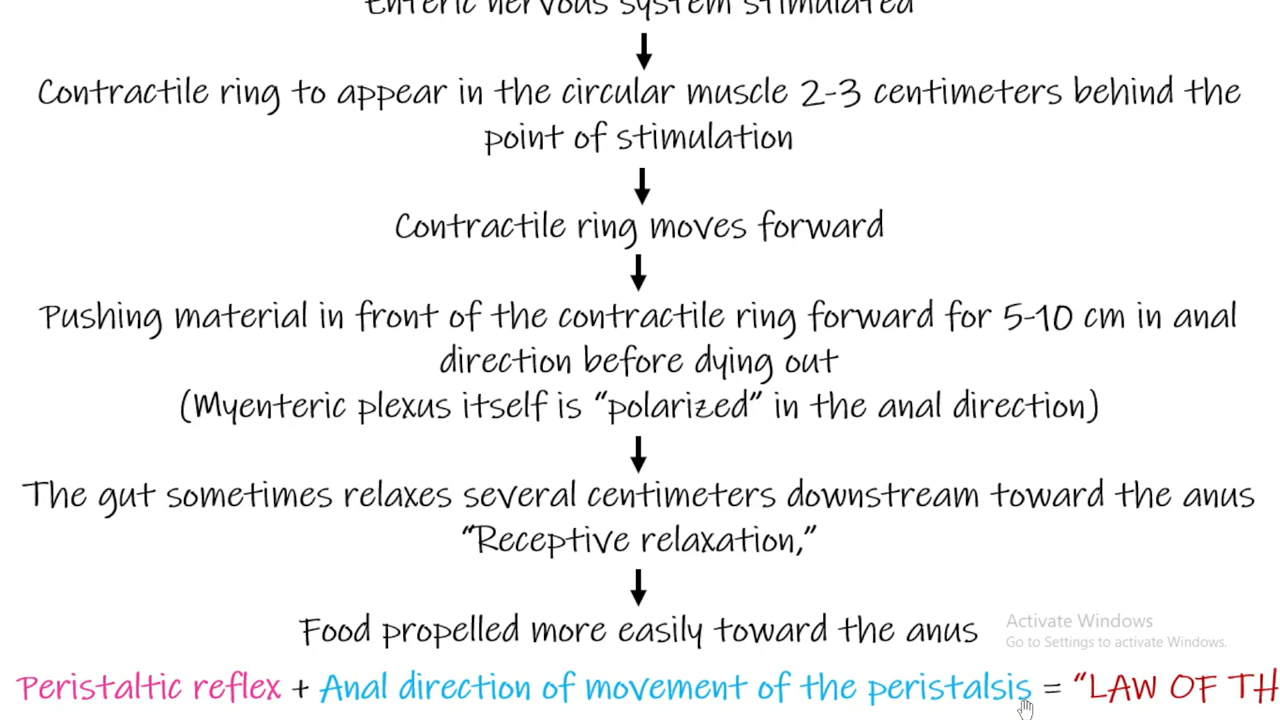 Enteric nervous system stimulated
Contractile ring to appear in the circular muscle 2-3 centimeters behind the
point of stimulation
Contractile ring moves forward
Pushing material in front of the contractile ring forward for 5-10 cm in anal
direction before dying out
(Myenteric plexus itself is “polarized” in the anal direction)
The gut sometimes relaxes several centimeters downstream toward the anus
“Receptive relaxation,”
Food propelled more easily toward the anus
Activate Windows
Go to Settings to activate Windows.
Peristaltic reflex + Anal direction of movement of the peristalsis = “LAW OF TH